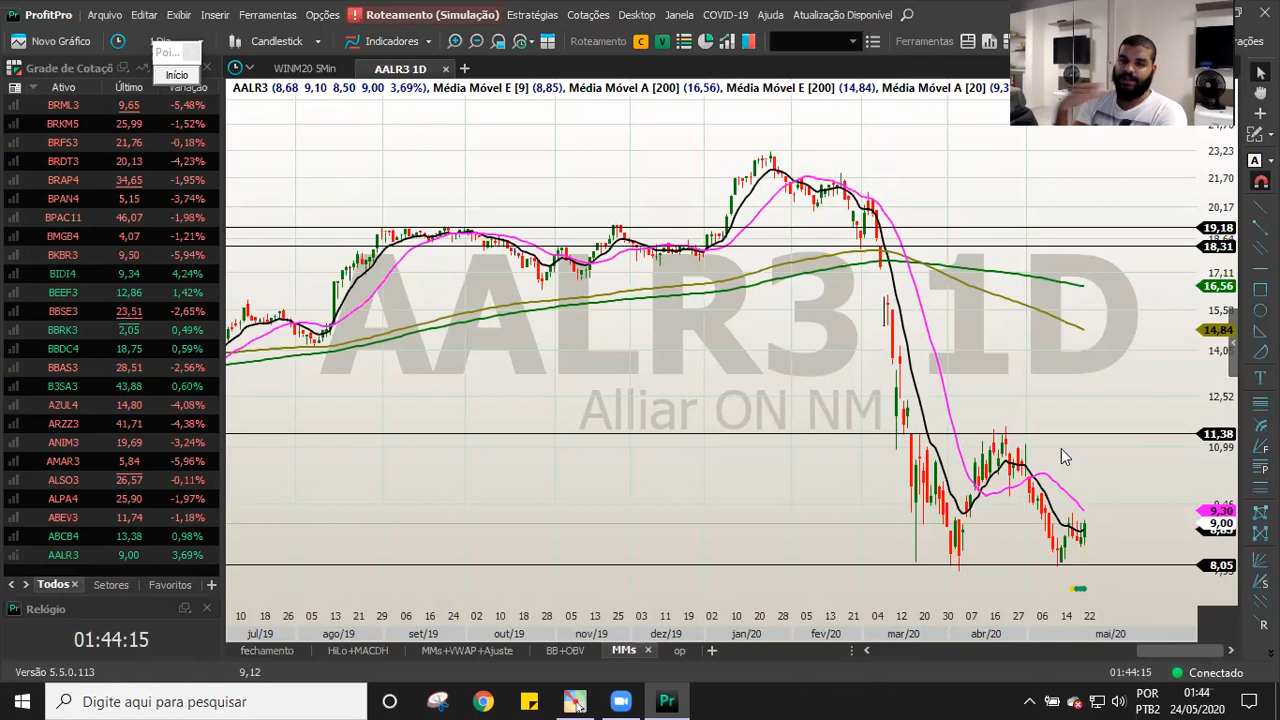 ProfitPro Arquivo Editar Exibir Inserir Ferramentas Opções Roteamento (Simulação) Estratégias Cotações Desktop Janela COVID-19 Ajuda Atualização Disponível
Novo Gráfico Candlestick Indicadores Roteamento C V Ferramentas
Poi...
Início
Grade de Cotaçõ
WINM20 5Min AALR3 1D
Ativo Último Variação
AALR3 (8,68 9,10 8,50 9,00 3,69%), Média Móvel E [9] (8,85), Média Móvel A [200] (16,56), Média Móvel E [200] (14,84), Média Móvel A [20] (9,3
BRML3 9,65 -5,48%
BRKM5 25,99 -1,52%
BRFS3 21,76 -0,18%
BRDT3 20,13 -4,23%
BRAP4 34,65 -1,95%
BPAN4 5,15 -3,74%
BPAC11 46,07 -1,98%
BMGB4 4,07 -1,21%
BKBR3 9,50 -5,94%
BIDI4 9,34 4,24%
BEEF3 12,86 1,42%
BBSE3 23,51 -2,65%
BBRK3 2,05 0,49%
BBDC4 18,75 0,59%
BBAS3 28,51 -2,56%
B3SA3 43,88 0,60%
AZUL4 14,80 -4,08%
ARZZ3 41,71 -4,38%
ANIM3 19,69 -3,24%
AMAR3 5,84 -5,96%
ALSO3 26,57 -0,11%
ALPA4 25,90 -1,97%
ABEV3 11,74 -1,18%
ABCB4 13,38 0,98%
AALR3 9,00 3,69%
Todos Setores Favoritos
AALR3 1D
Alliar ON NM
23,23
21,70
20,17
19,18
18,31
17,11
16,56
15,58
14,84
14,05
12,52
11,38
10,99
9,30
9,00
8,05
10 18 26 05 13 21 29 06 16 24 02 10 18 28 05 13 22 29 06 16 26 04 12 20 02 10 20 28 05 13 21 04 12 20 30 07 17 27 06 14 22
jul/19 ago/19 set/19 out/19 nov/19 dez/19 jan/20 fev/20 mar/20 abr/20 mai/20
fechamento HiLo+MACDH MMs+VWAP+Ajuste BB+OBV MMs op
Relógio
01:44:15
Versão 5.5.0.113 9,12 01:44:15 Conectado
Digite aqui para pesquisar
POR
PTB2
01:44
24/05/2020